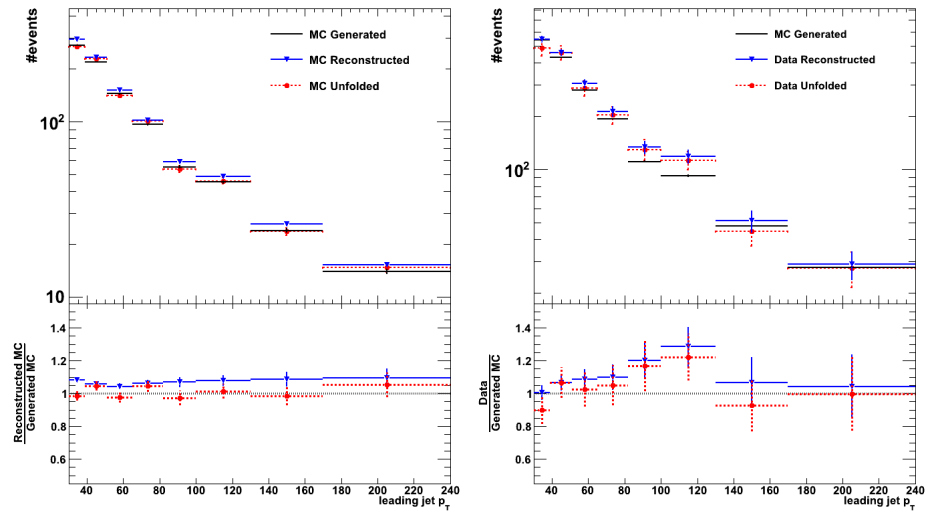 #events
MC Generated
MC Reconstructed
MC Unfolded
10²
10
Reconstructed MC
Generated MC
1.4
1.2
1
0.8
0.6
40 60 80 100 120 140 160 180 200 220 240
leading jet p_T
#events
MC Generated
Data Reconstructed
Data Unfolded
10²
Data
Generated MC
1.4
1.2
1
0.8
0.6
40 60 80 100 120 140 160 180 200 220 240
leading jet p_T